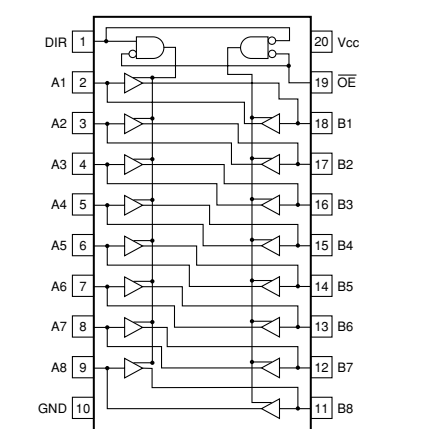 DIR 1 20 Vcc
A1 2 19 OE
A2 3 18 B1
A3 4 17 B2
A4 5 16 B3
A5 6 15 B4
A6 7 14 B5
A7 8 13 B6
A8 9 12 B7
GND 10 11 B8